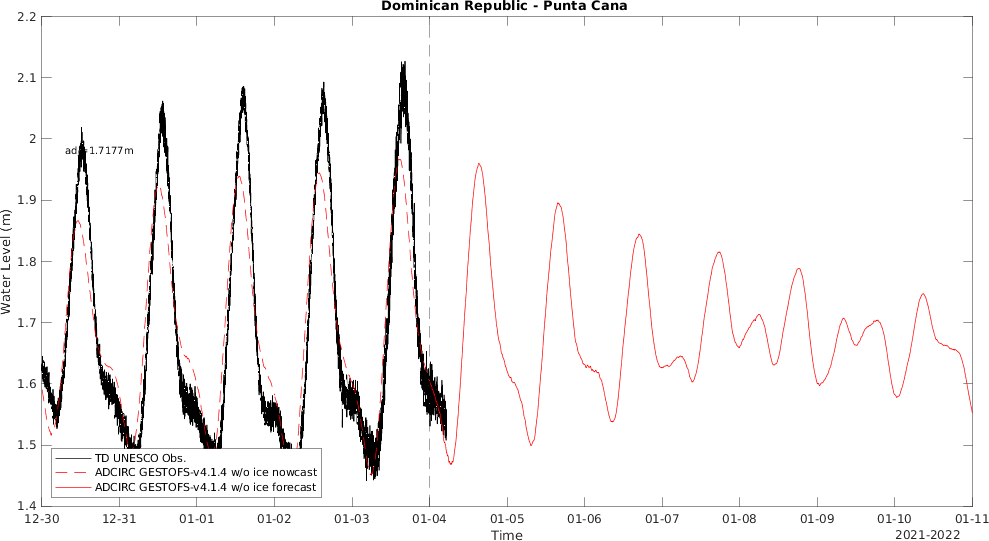 Dominican Republic - Punta Cana
2.2
2.1
2
1.9
1.8
1.7
1.6
1.5
1.4
Water Level (m)
1.7177m
TD UNESCO Obs.
ADCIRC GESTOFS-v4.1.4 w/o ice nowcast
ADCIRC GESTOFS-v4.1.4 w/o ice forecast
12-30 12-31 01-01 01-02 01-03 01-04 01-05 01-06 01-07 01-08 01-09 01-10 01-11
Time
2021-2022